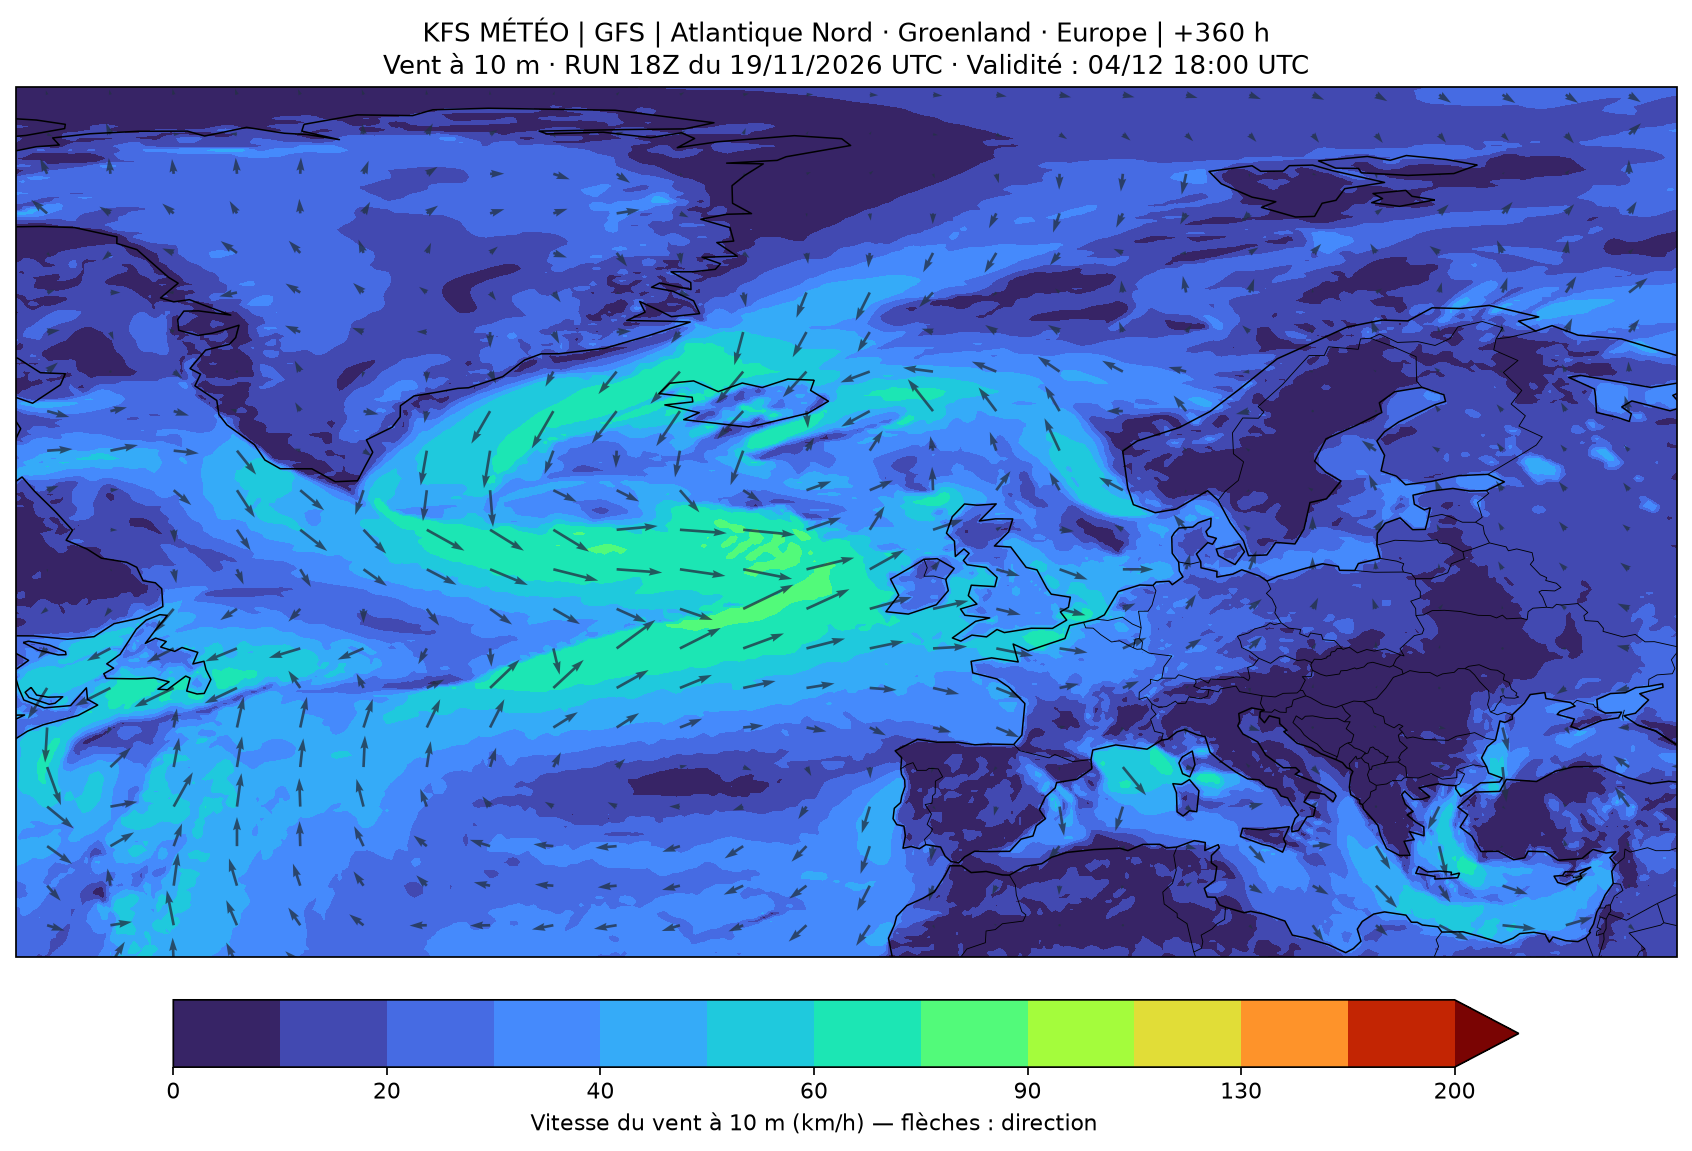 KFS MÉTÉO | GFS | Atlantique Nord · Groenland · Europe | +360 h
Vent à 10 m · RUN 18Z du 19/11/2026 UTC · Validité : 04/12 18:00 UTC
0 20 40 60 90 130 200
Vitesse du vent à 10 m (km/h) — flèches : direction